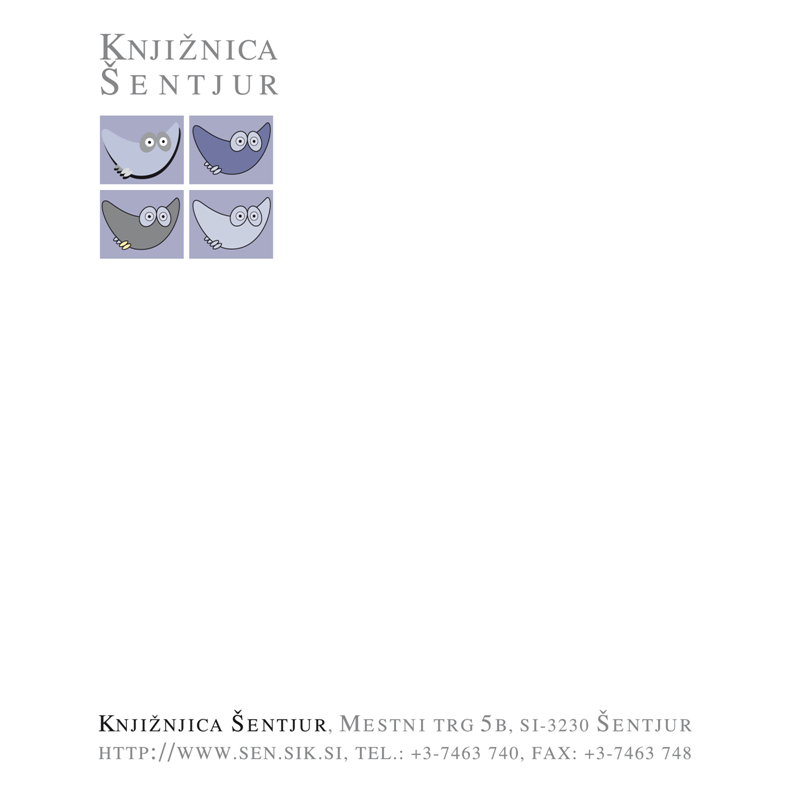 KNJIŽNICA
ŠENTJUR
KNJIŽNJICA ŠENTJUR, MESTNI TRG 5B, SI-3230 ŠENTJUR
HTTP://WWW.SEN.SIK.SI, TEL.: +3-7463 740, FAX: +3-7463 748